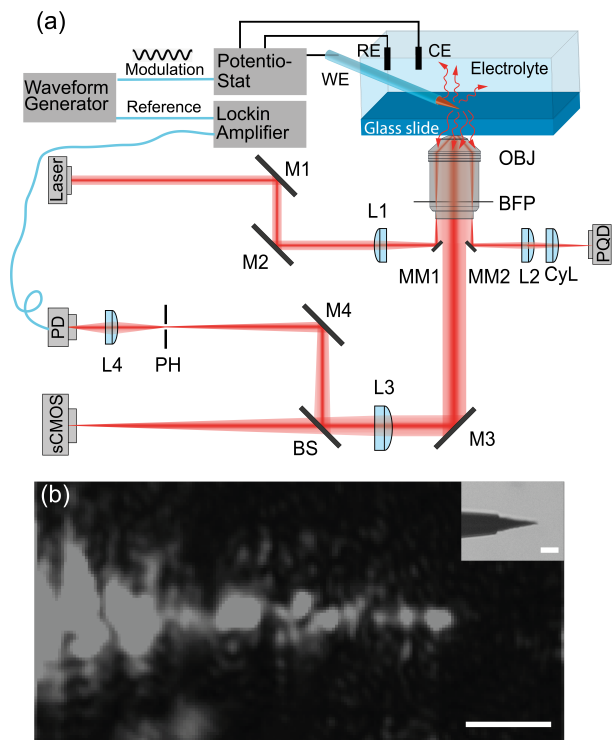 (a)
Modulation
Waveform
Generator
Reference
Potentio-
Stat
Lockin
Amplifier
WE
RE
CE
Electrolyte
Glass slide
OBJ
BFP
Laser
M1
M2
L1
MM1
MM2
L2
CyL
PQD
PD
L4
PH
M4
sCMOS
BS
L3
M3
(b)